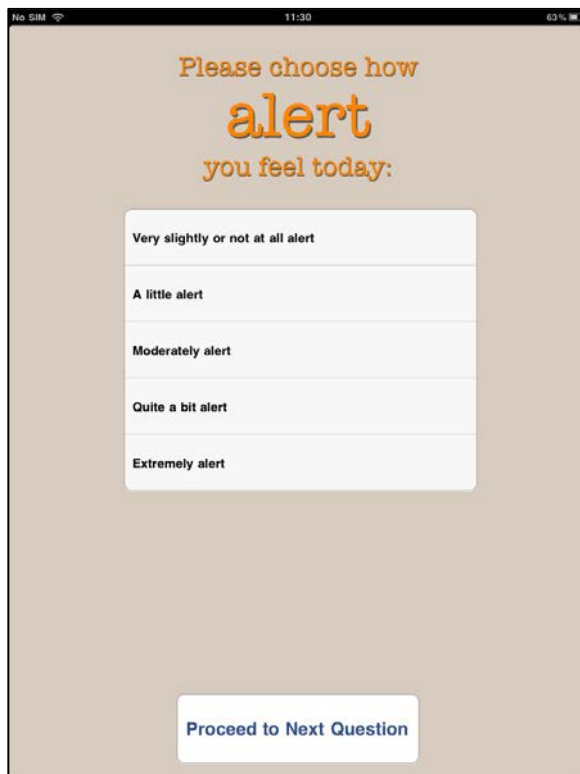 No SIM 11:30 63%
Please choose how
alert
you feel today:
Very slightly or not at all alert
A little alert
Moderately alert
Quite a bit alert
Extremely alert
Proceed to Next Question